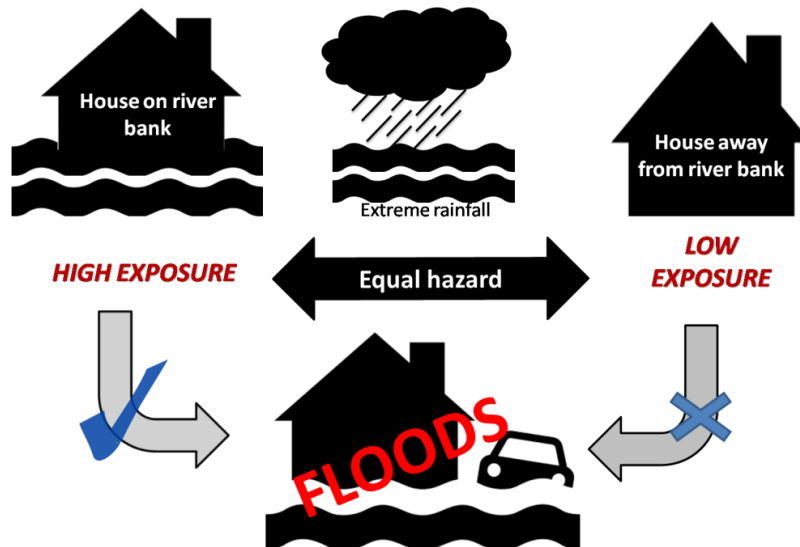 House on river
bank
Extreme rainfall
House away
from river bank
HIGH EXPOSURE
Equal hazard
LOW
EXPOSURE
FLOODS